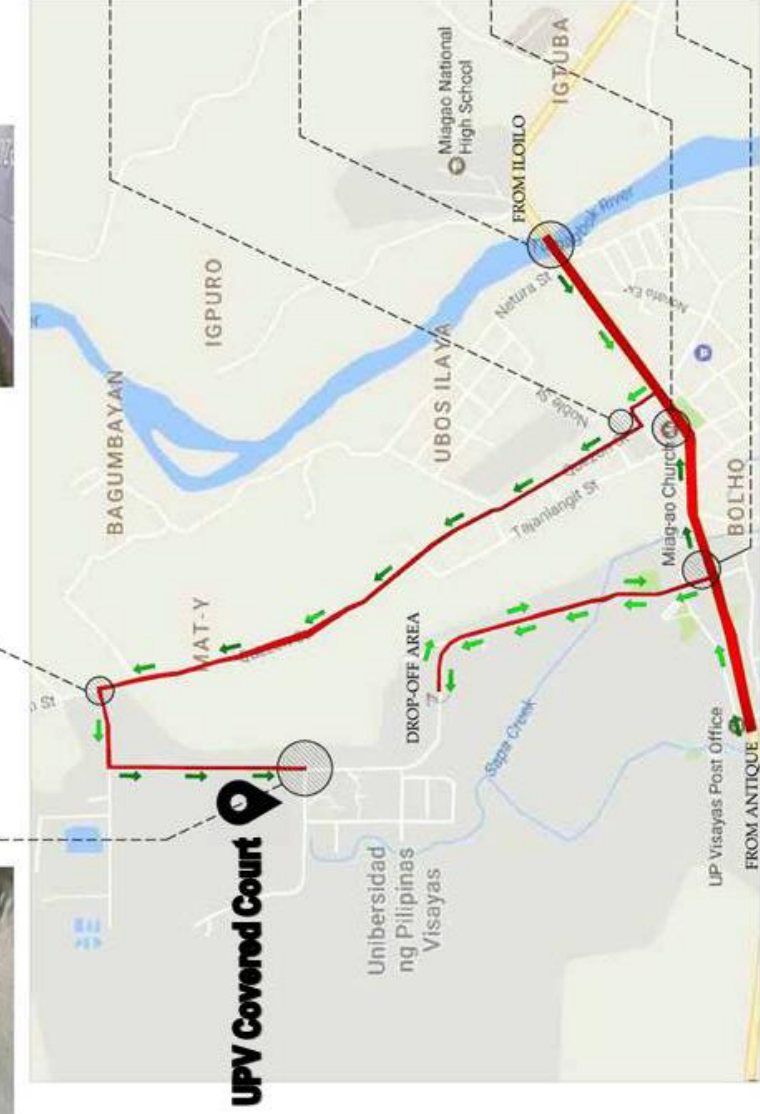 BAGUMBAYAN
IGPURO
Miagao National
High School
IGTUBA
FROM ILOILO
UBOS ILAYA
Netura St
Noble St
MAT-Y
Tajanlangit St
Miag-ao Church
BOLHO
DROP-OFF AREA
UPV Covered Court
Sapa Creek
Unibersidad
ng Pilipinas
Visayas
UP Visayas Post Office
FROM ANTIQUE